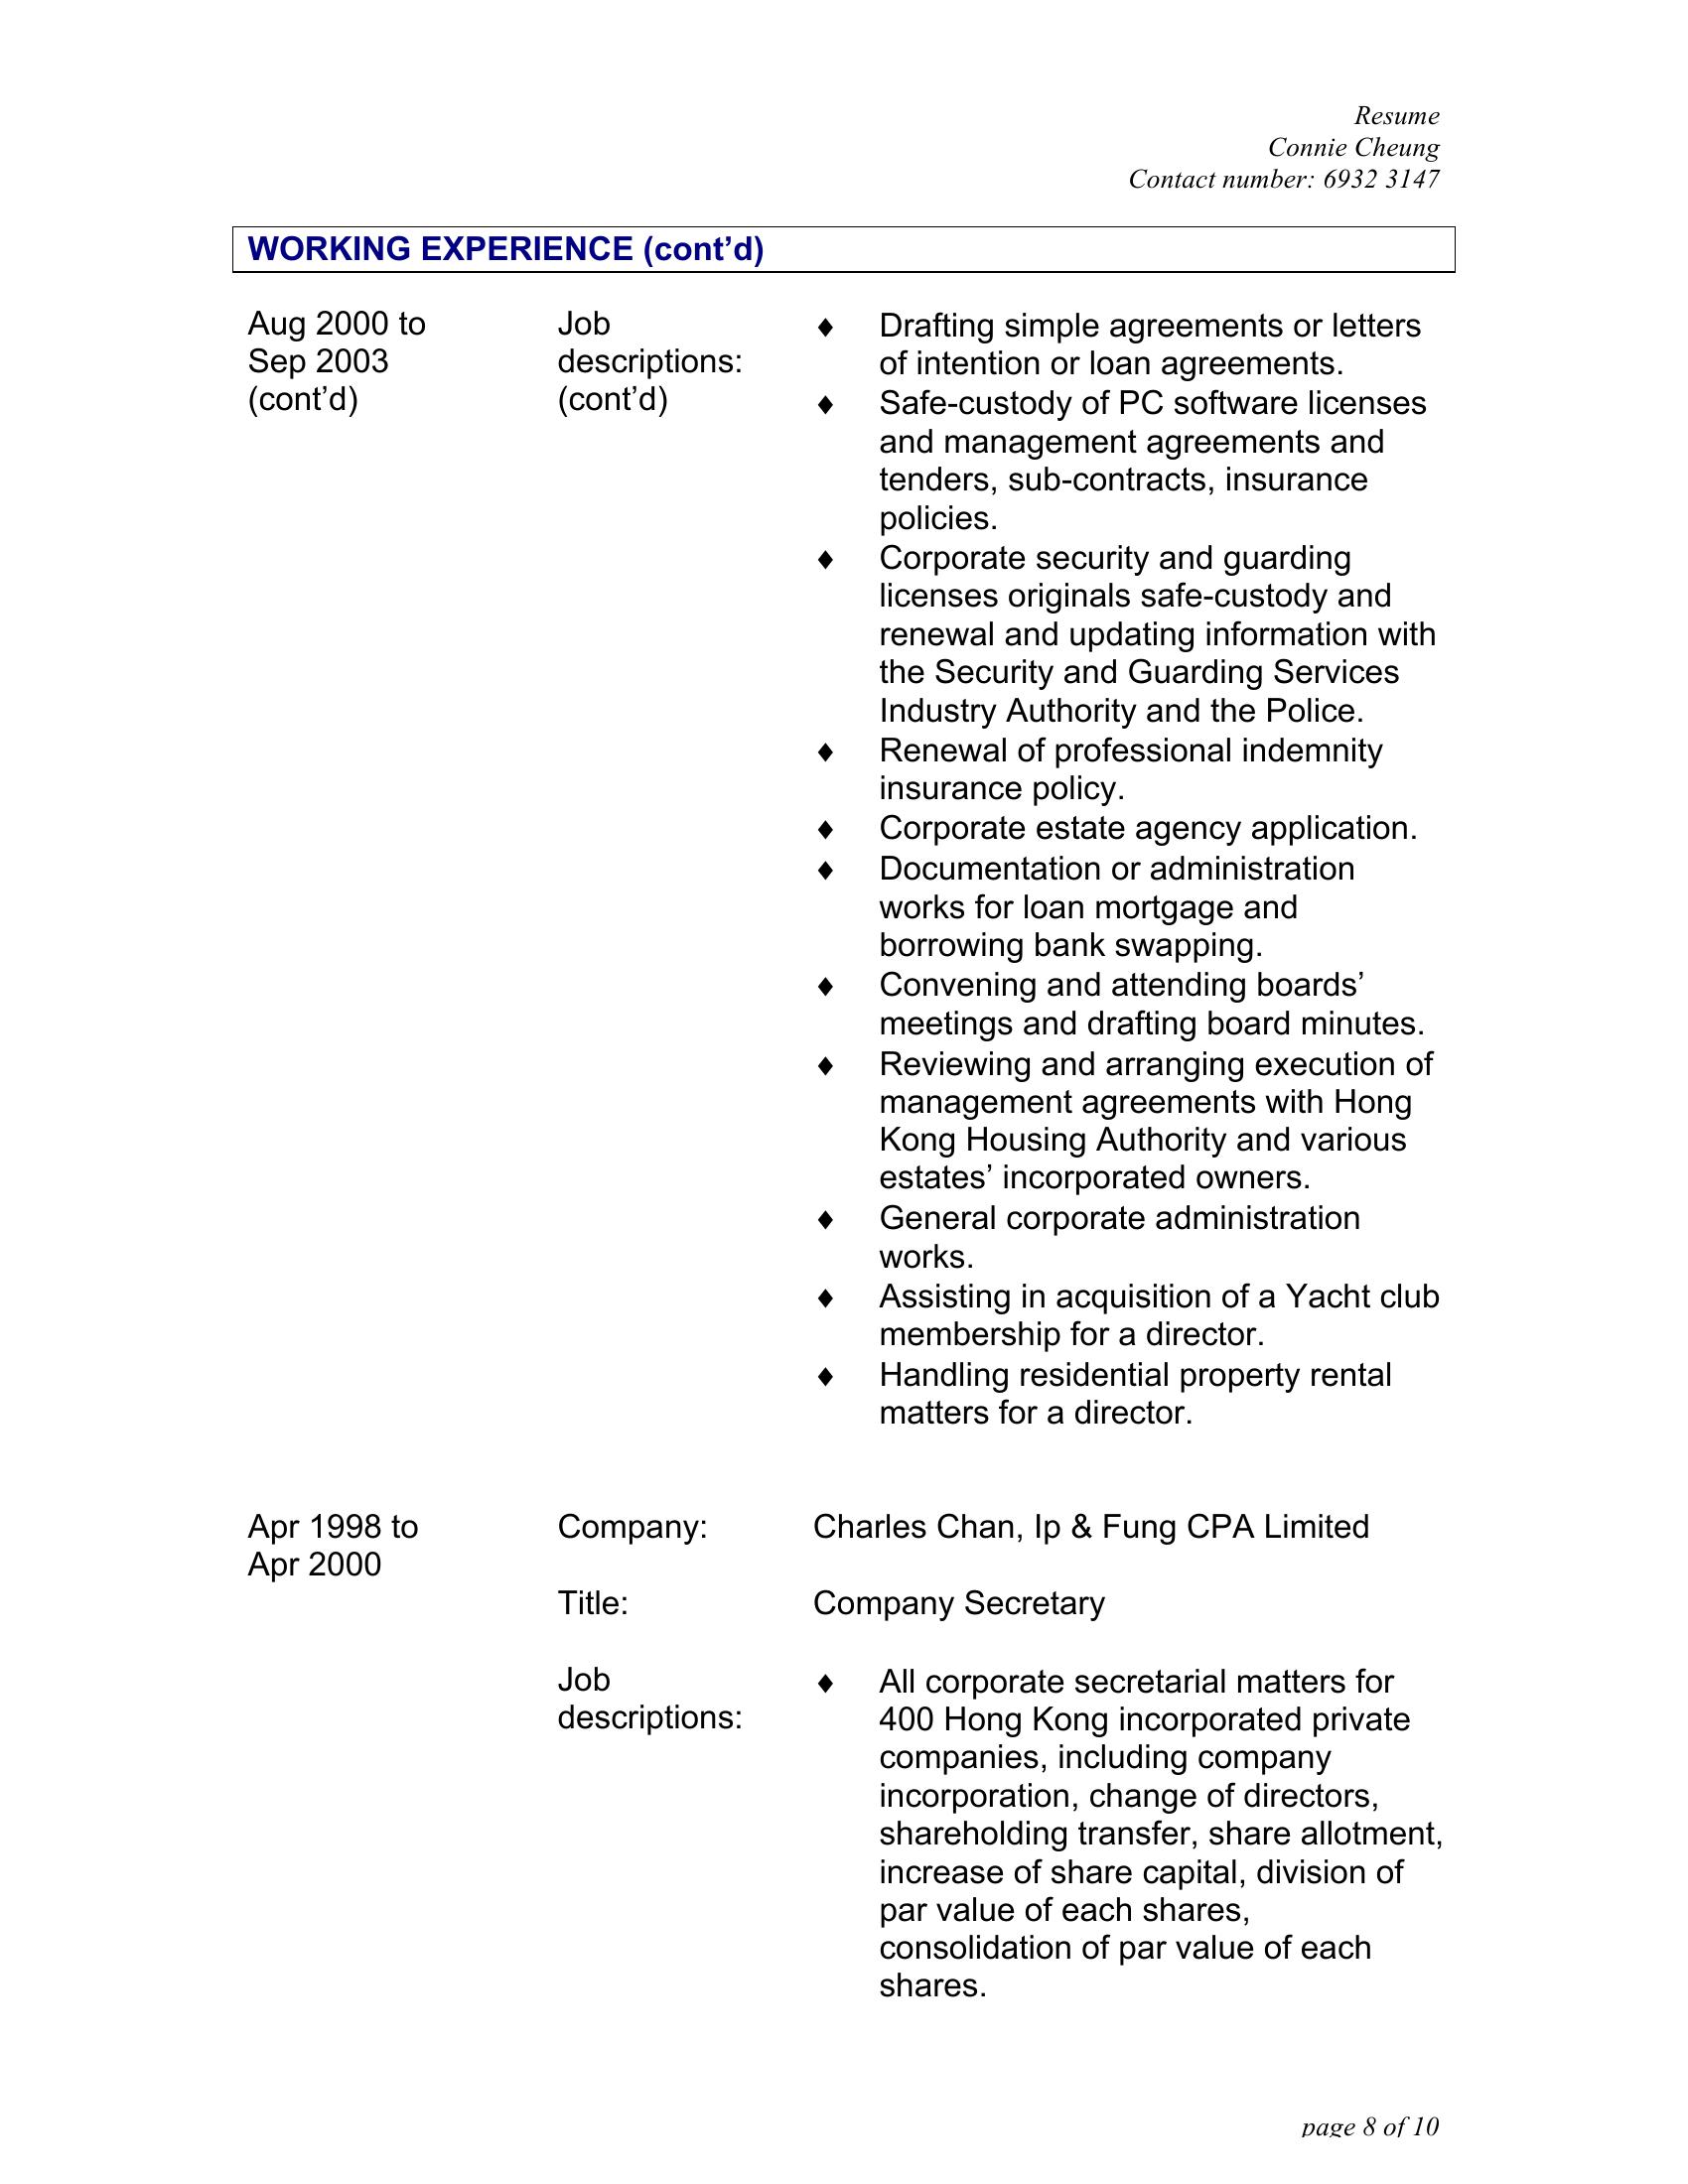 Resume
Connie Cheung
Contact number: 6932 3147
WORKING EXPERIENCE (cont’d)
Aug 2000 to
Sep 2003
(cont’d)
Job
descriptions:
(cont’d)
♦ Drafting simple agreements or letters
of intention or loan agreements.
♦ Safe-custody of PC software licenses
and management agreements and
tenders, sub-contracts, insurance
policies.
♦ Corporate security and guarding
licenses originals safe-custody and
renewal and updating information with
the Security and Guarding Services
Industry Authority and the Police.
♦ Renewal of professional indemnity
insurance policy.
♦ Corporate estate agency application.
♦ Documentation or administration
works for loan mortgage and
borrowing bank swapping.
♦ Convening and attending boards’
meetings and drafting board minutes.
♦ Reviewing and arranging execution of
management agreements with Hong
Kong Housing Authority and various
estates’ incorporated owners.
♦ General corporate administration
works.
♦ Assisting in acquisition of a Yacht club
membership for a director.
♦ Handling residential property rental
matters for a director.
Apr 1998 to
Apr 2000
Company: Charles Chan, Ip & Fung CPA Limited
Title: Company Secretary
Job
descriptions:
♦ All corporate secretarial matters for
400 Hong Kong incorporated private
companies, including company
incorporation, change of directors,
shareholding transfer, share allotment,
increase of share capital, division of
par value of each shares,
consolidation of par value of each
shares.
page 8 of 10